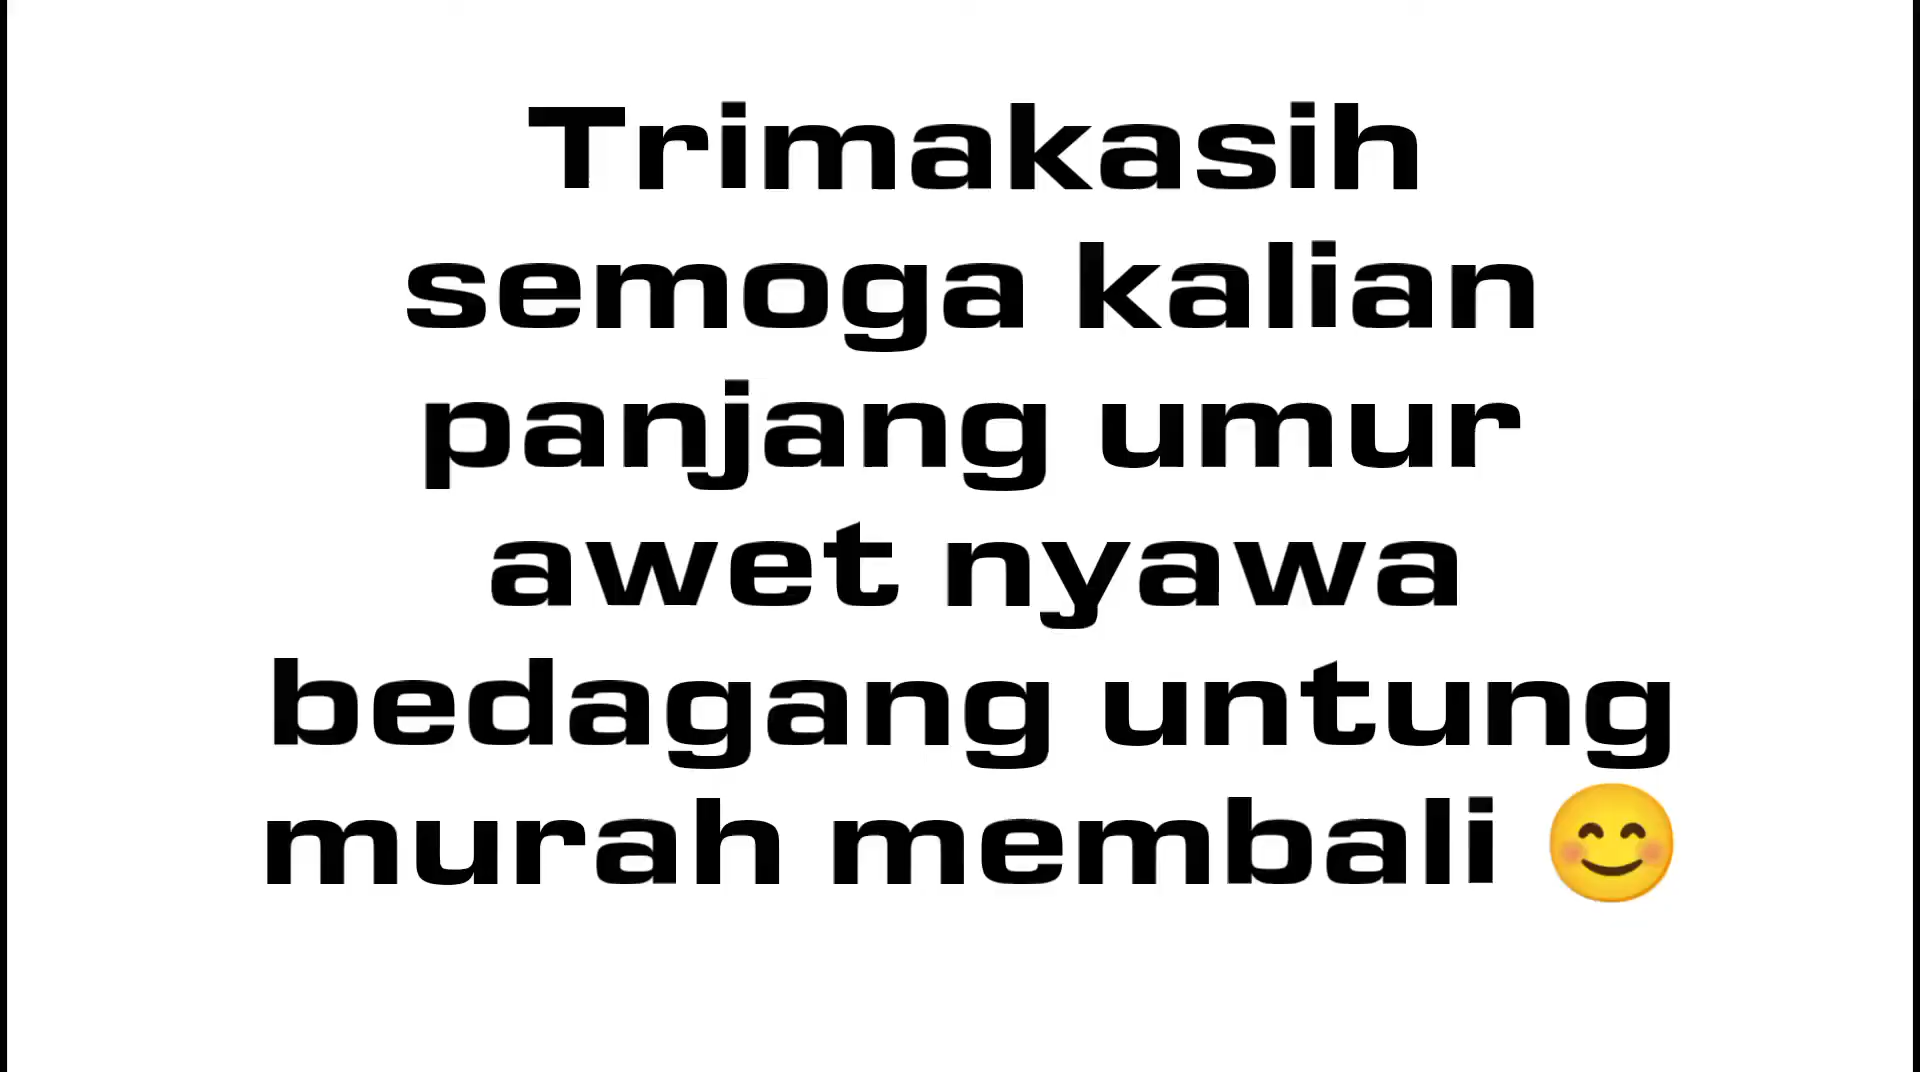 Trimakasih
semoga kalian
panjang umur
awet nyawa
bedagang untung
murah membali 😊